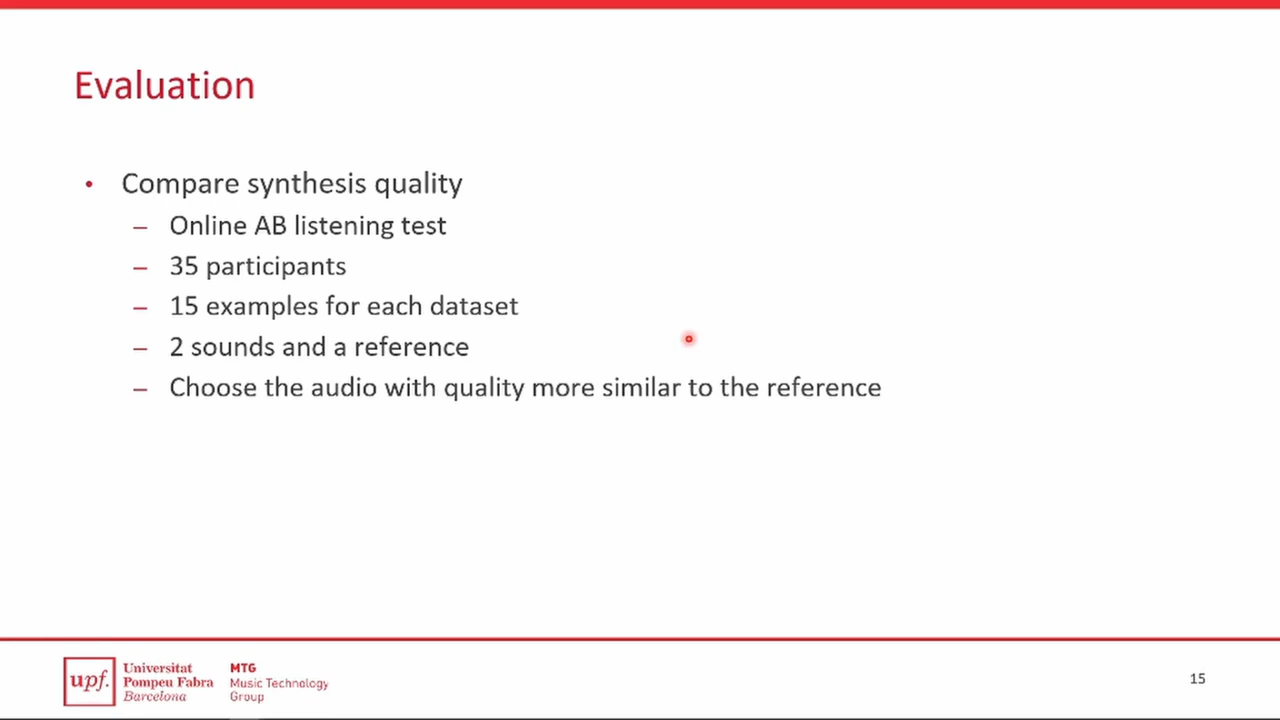 Evaluation
• Compare synthesis quality
– Online AB listening test
– 35 participants
– 15 examples for each dataset
– 2 sounds and a reference
– Choose the audio with quality more similar to the reference
upf.
Universitat
Pompeu Fabra
Barcelona
MTG
Music Technology
Group
15